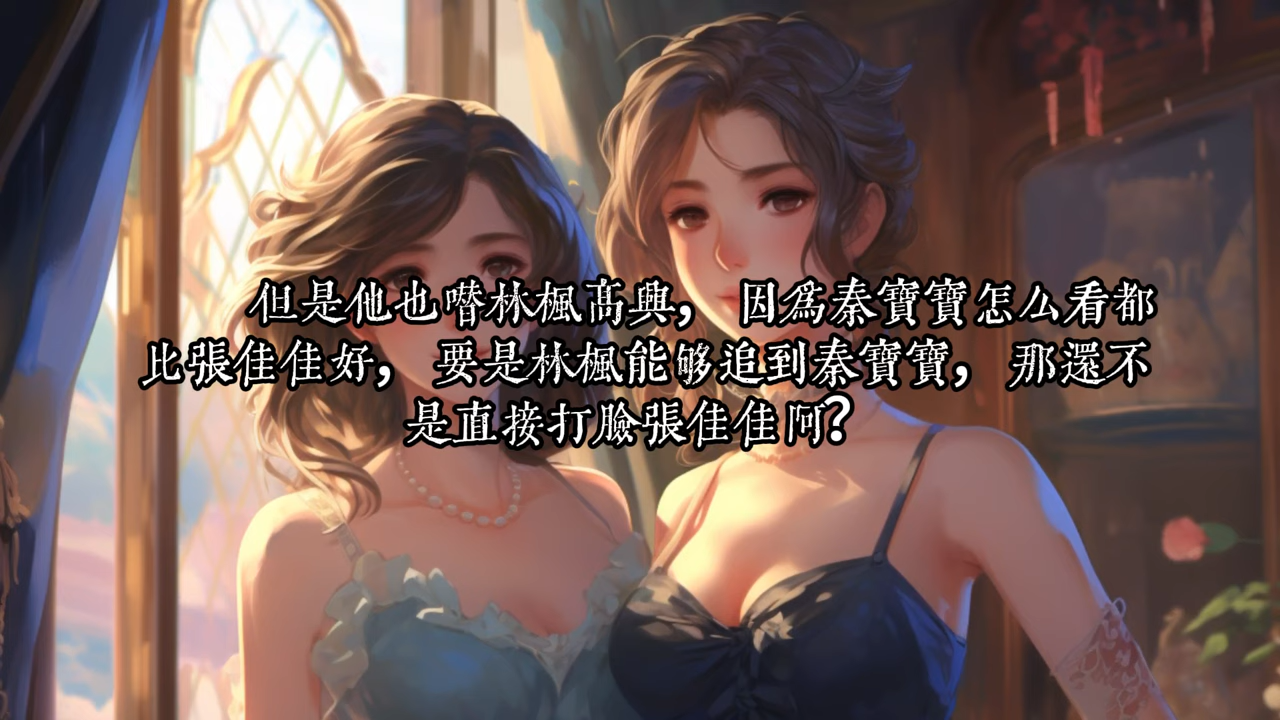 但是他也噆林楓高興, 因爲秦寶寶怎么看都
比張佳佳好, 要是林楓能够追到秦寶寶, 那還不
是直接打臉張佳佳阿?